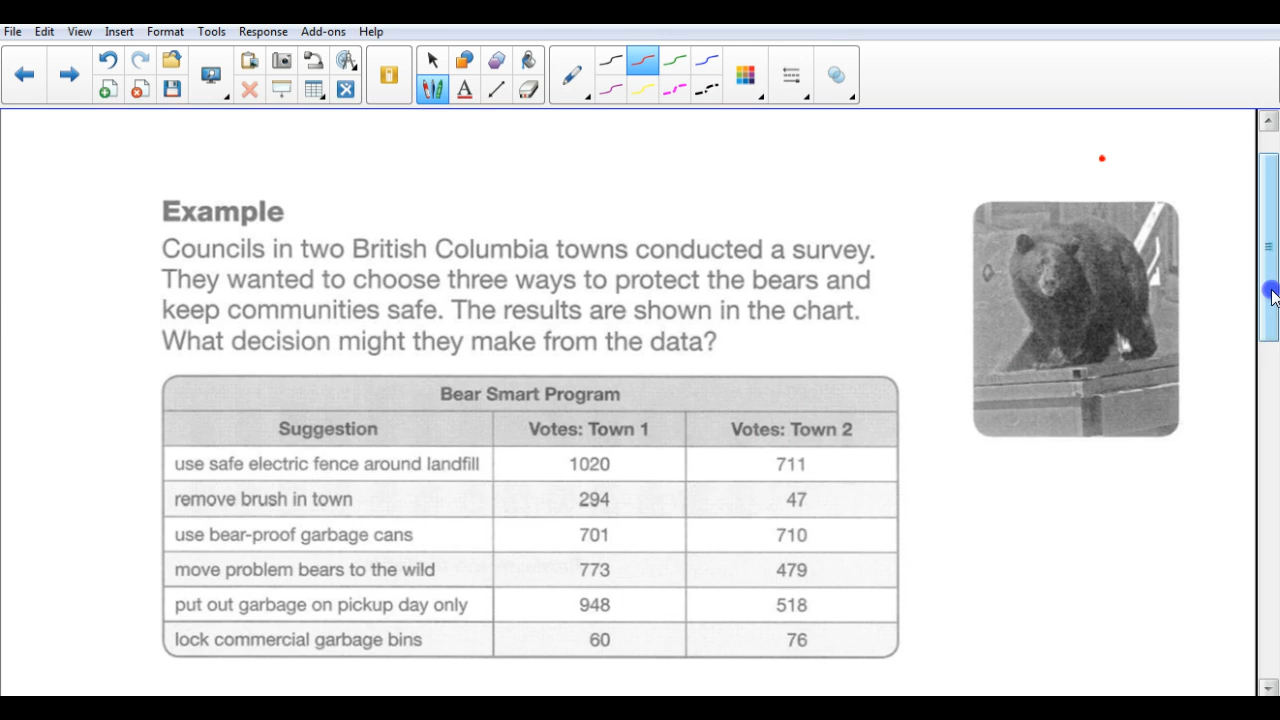 File Edit View Insert Format Tools Response Add-ons Help
Example
Councils in two British Columbia towns conducted a survey.
They wanted to choose three ways to protect the bears and
keep communities safe. The results are shown in the chart.
What decision might they make from the data?
Bear Smart Program
Suggestion Votes: Town 1 Votes: Town 2
use safe electric fence around landfill 1020 711
remove brush in town 294 47
use bear-proof garbage cans 701 710
move problem bears to the wild 773 479
put out garbage on pickup day only 948 518
lock commercial garbage bins 60 76